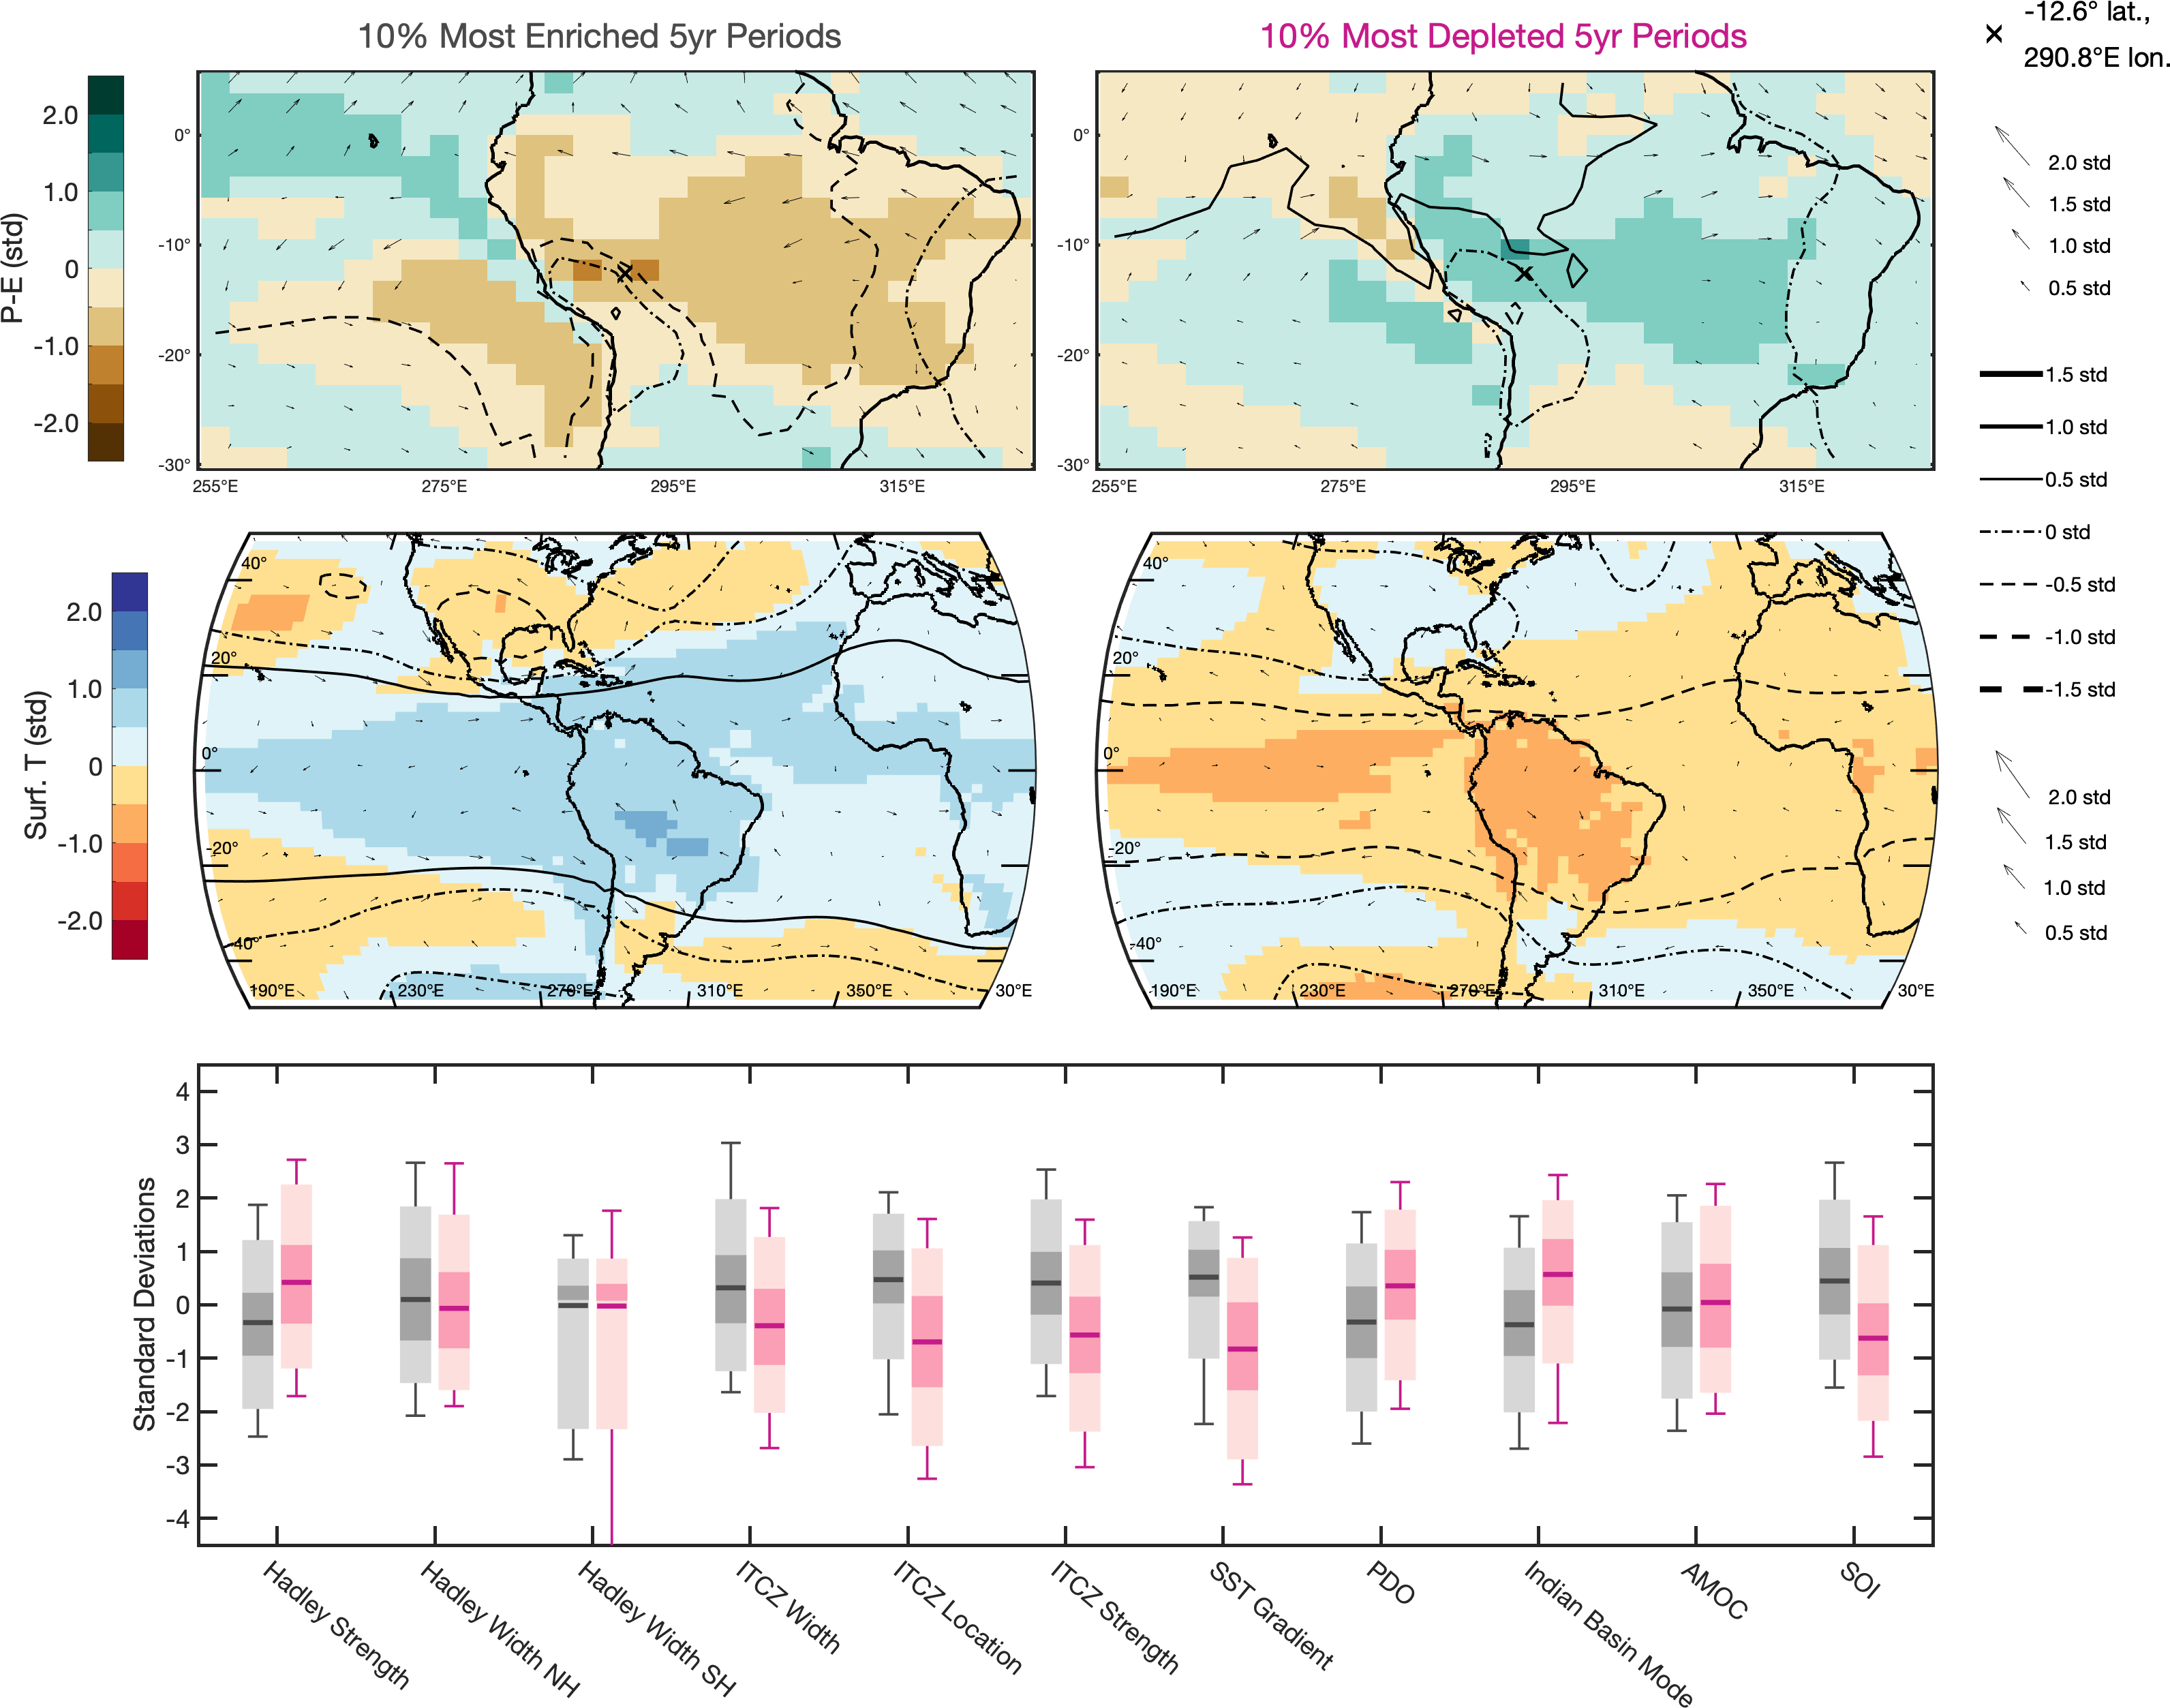 10% Most Enriched 5yr Periods
10% Most Depleted 5yr Periods
-12.6° lat.,
290.8°E lon.
P-E (std)
2.0
1.0
0
-1.0
-2.0
0°
-10°
-20°
-30°
255°E
275°E
295°E
315°E
0°
-10°
-20°
-30°
255°E
275°E
295°E
315°E
2.0 std
1.5 std
1.0 std
0.5 std
1.5 std
1.0 std
0.5 std
0 std
-0.5 std
-1.0 std
-1.5 std
Surf. T (std)
2.0
1.0
0
-1.0
-2.0
40°
20°
0°
-20°
-40°
190°E
230°E
270°E
310°E
350°E
30°E
40°
20°
0°
-20°
-40°
190°E
230°E
270°E
310°E
350°E
30°E
2.0 std
1.5 std
1.0 std
0.5 std
Standard Deviations
4
3
2
1
0
-1
-2
-3
-4
Hadley Strength
Hadley Width NH
Hadley Width SH
ITCZ Width
ITCZ Location
ITCZ Strength
SST Gradient
PDO
Indian Basin Mode
AMOC
SOI